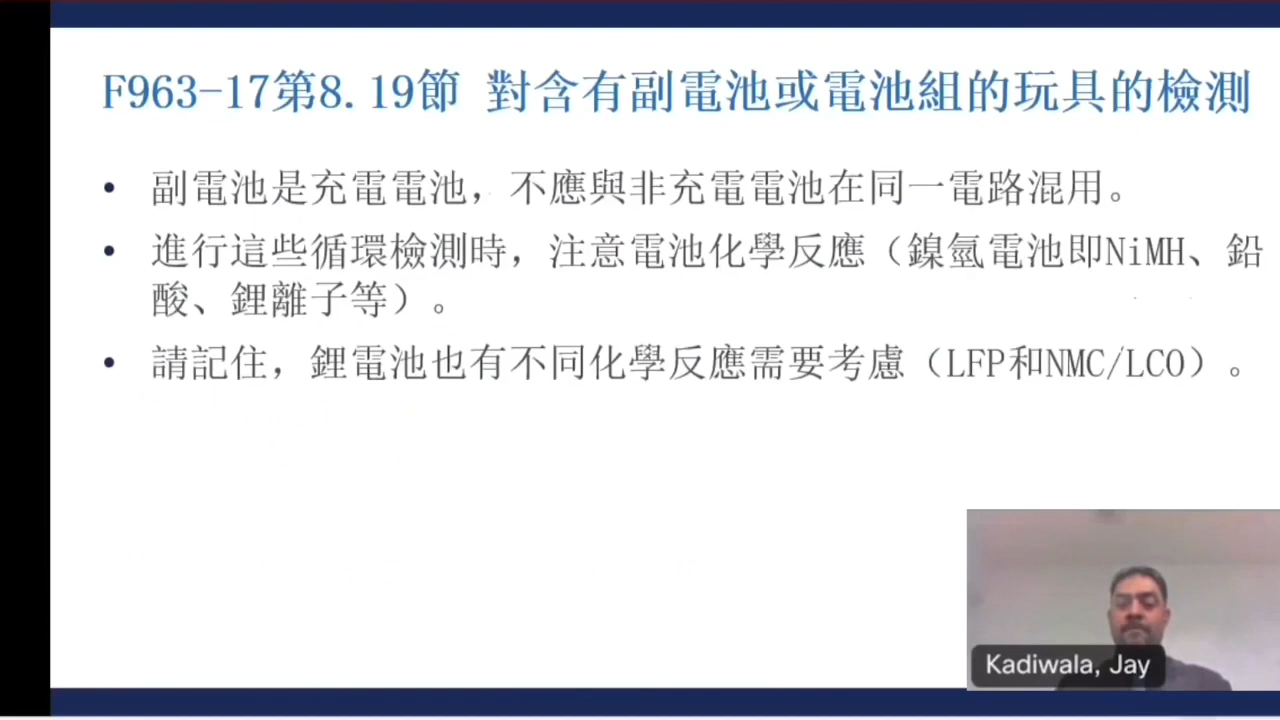 F963-17第8.19節 對含有副電池或電池組的玩具的檢測
• 副電池是充電電池，不應與非充電電池在同一電路混用。
• 進行這些循環檢測時，注意電池化學反應（鎳氫電池即NiMH、鉛
酸、鋰離子等）。
• 請記住，鋰電池也有不同化學反應需要考慮（LFP和NMC/LCO）。
Kadiwala, Jay